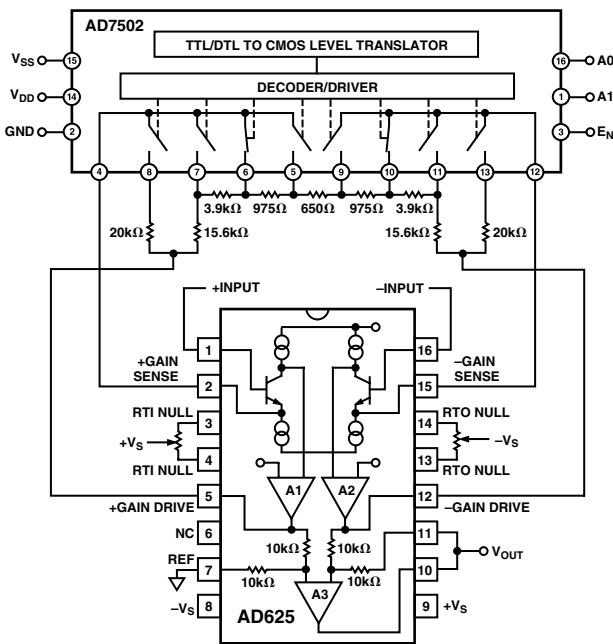 AD7502
TTL/DTL TO CMOS LEVEL TRANSLATOR
DECODER/DRIVER
VSS 15
VDD 14
GND 2
16 A0
1 A1
3 EN
4 8 7 6 5 9 10 11 13 12
3.9kΩ 975Ω 650Ω 975Ω 3.9kΩ
20kΩ 15.6kΩ 15.6kΩ 20kΩ
+INPUT –INPUT
1 16
+GAIN SENSE
2
–GAIN SENSE
15
RTI NULL 3
14 RTO NULL
+VS
–VS
4 RTI NULL
13 RTO NULL
A1 A2
5 +GAIN DRIVE
12 –GAIN DRIVE
NC 6
11
10kΩ 10kΩ
VOUT
REF 7
10kΩ 10kΩ
10
A3
–VS 8
AD625
9 +VS